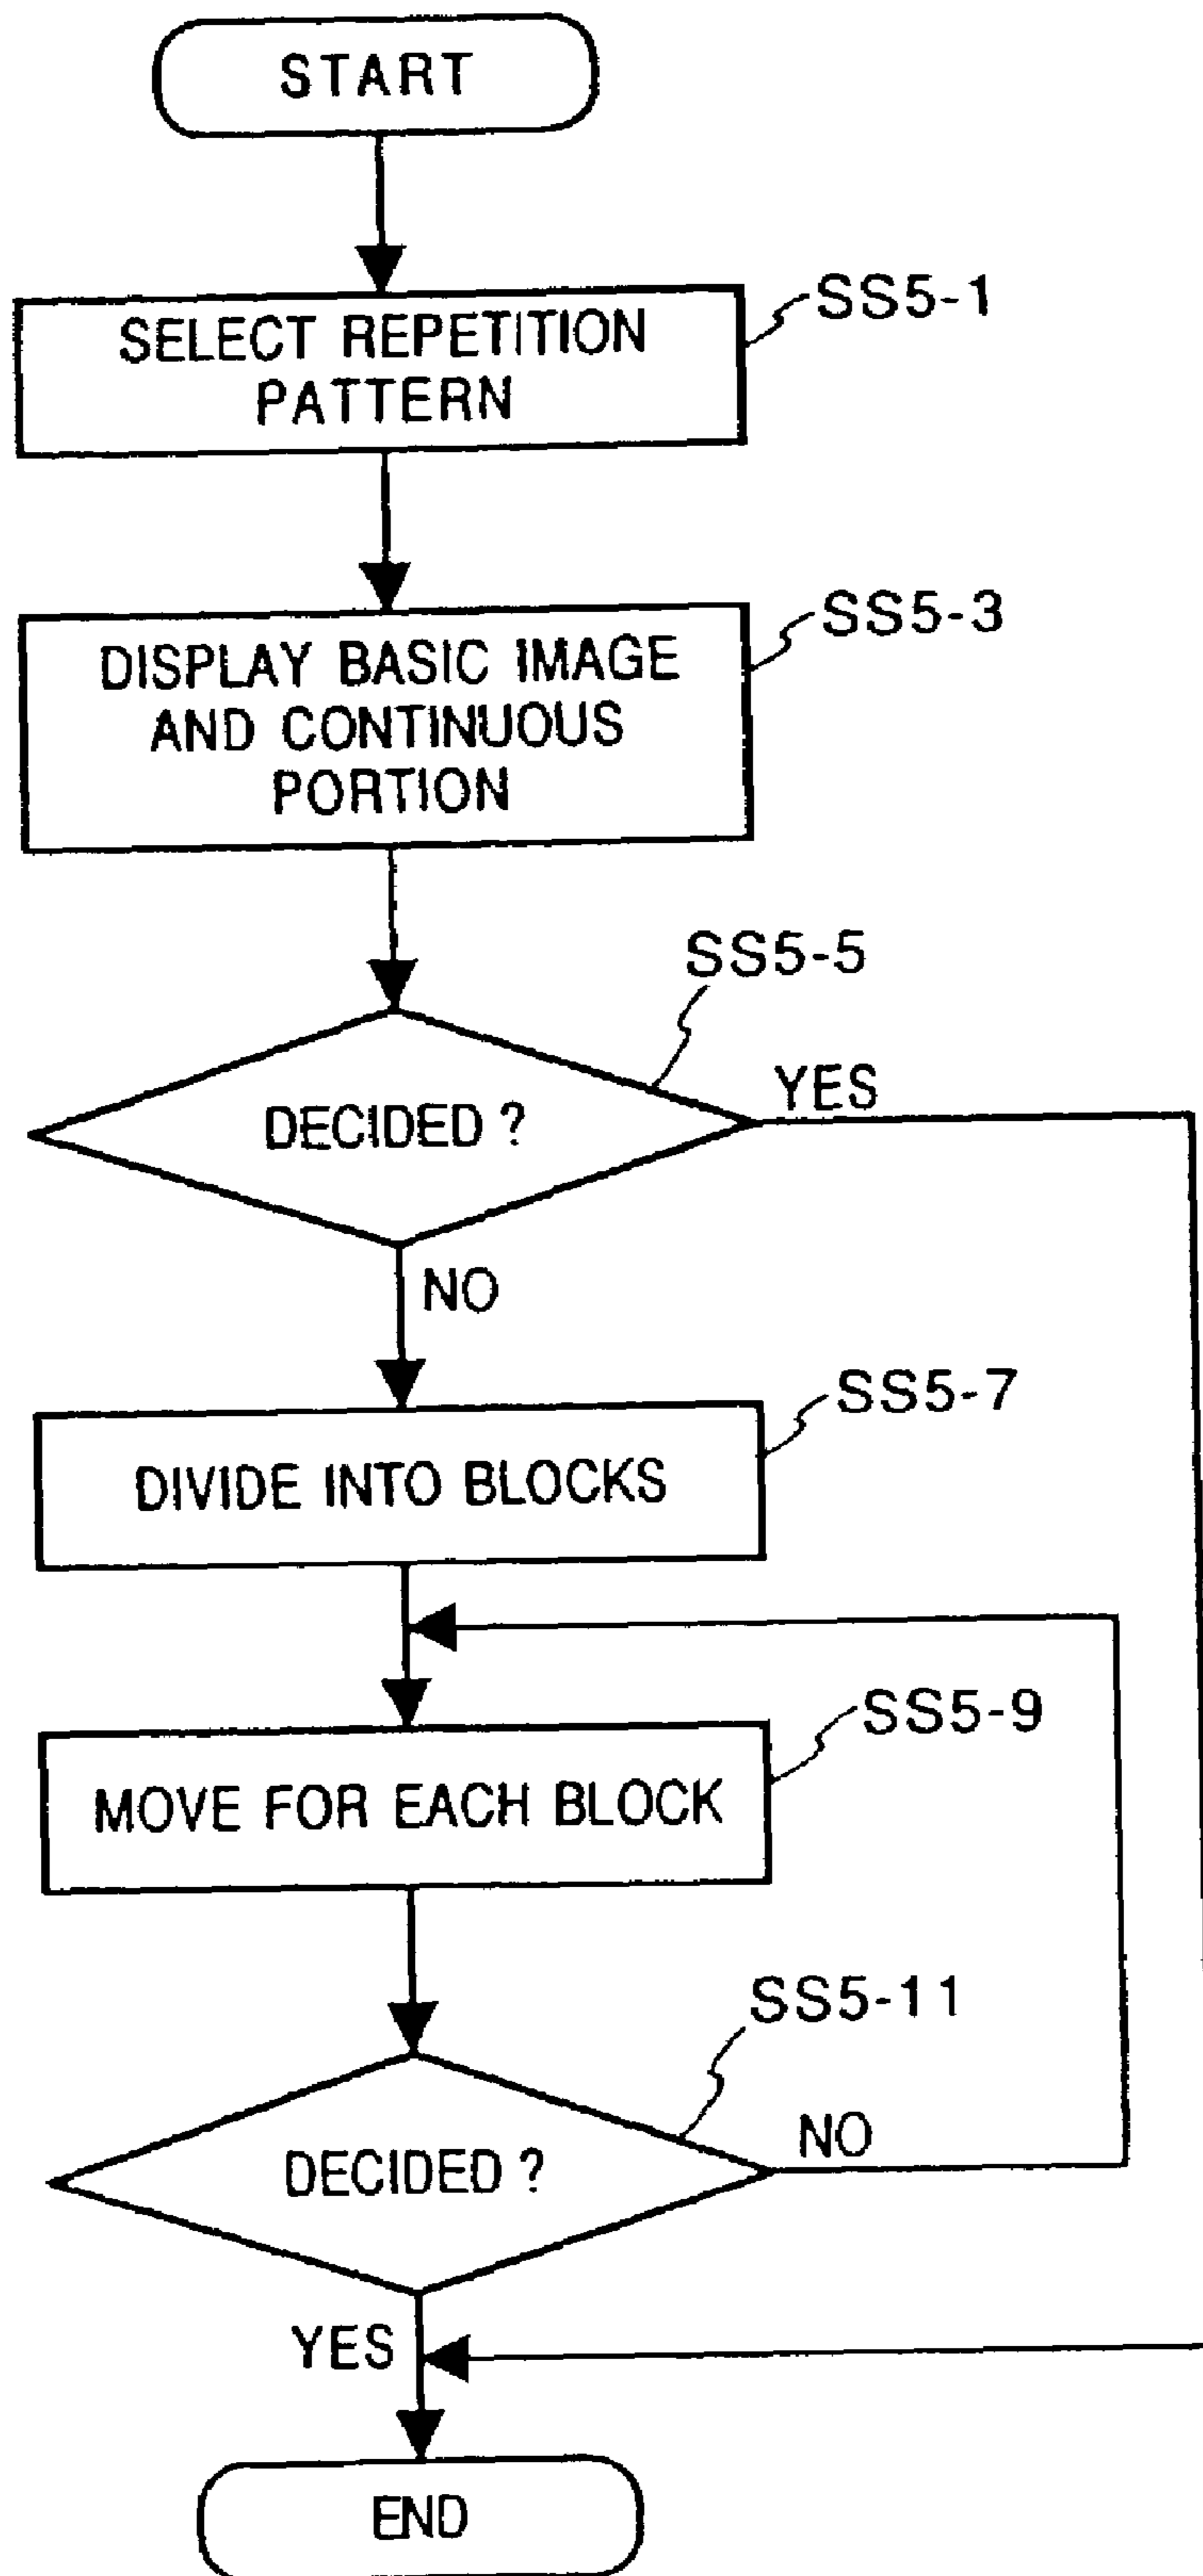 START
SS5-1
SELECT REPETITION
PATTERN
SS5-3
DISPLAY BASIC IMAGE
AND CONTINUOUS
PORTION
SS5-5
DECIDED ?
YES
NO
SS5-7
DIVIDE INTO BLOCKS
SS5-9
MOVE FOR EACH BLOCK
SS5-11
DECIDED ?
NO
YES
END